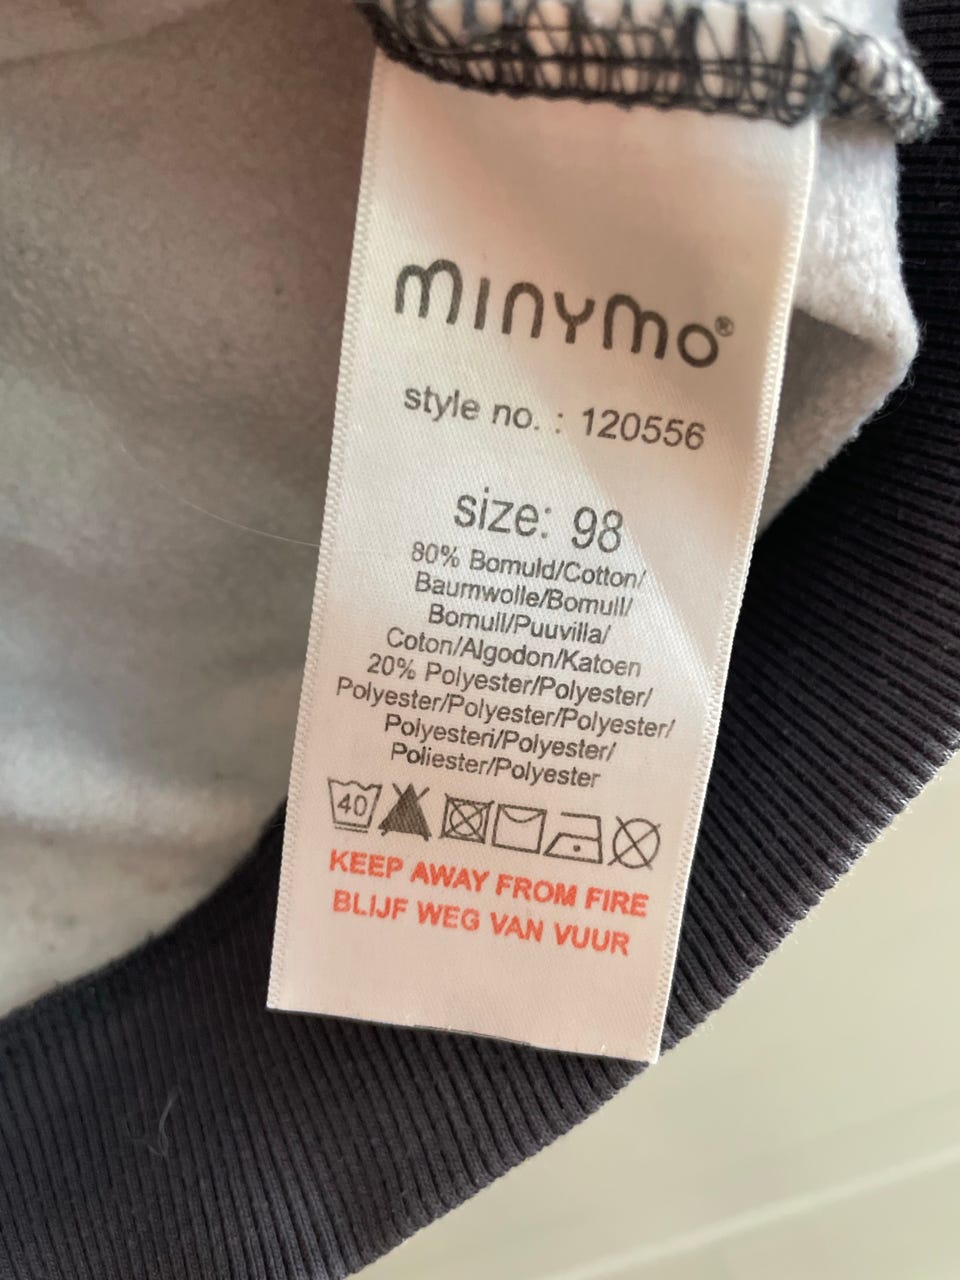 minymo®
style no. : 120556
size: 98
80% Bomuld/Cotton/
Baumwolle/Bomull/
Bomull/Puuvilla/
Coton/Algodon/Katoen
20% Polyester/Polyester/
Polyester/Polyester/Polyester/
Polyesteri/Polyester/
Poliester/Polyester
40
KEEP AWAY FROM FIRE
BLIJF WEG VAN VUUR